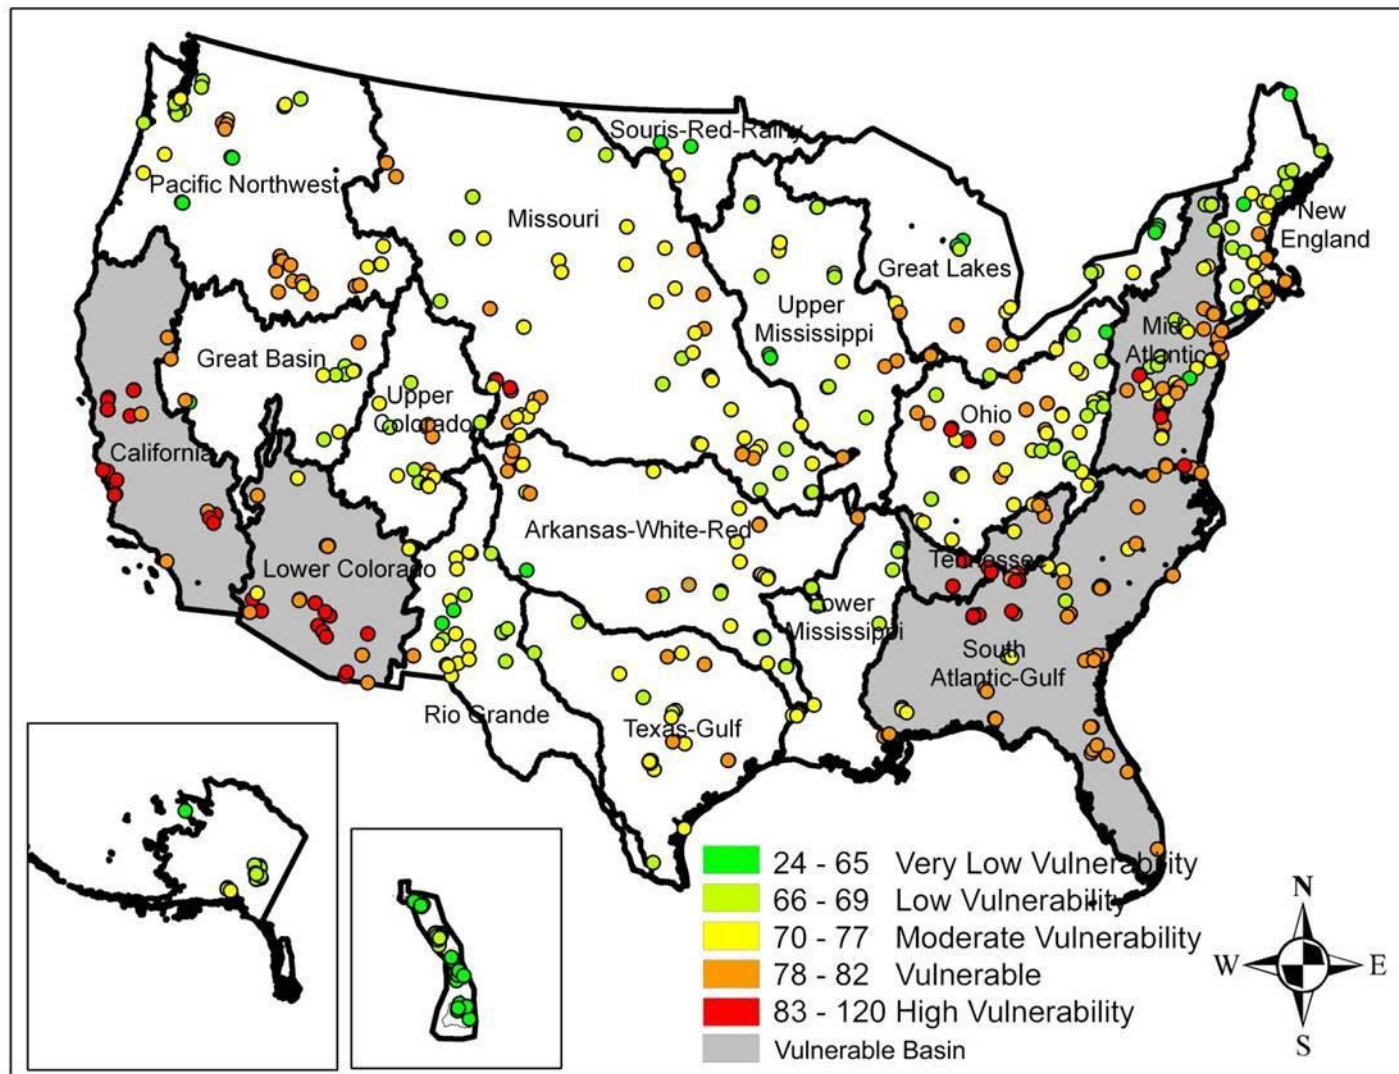 Souris-Red-Rainy
Pacific Northwest
Missouri
New
England
Great Lakes
Upper
Mississippi
Mid
Atlantic
Great Basin
Upper
Colorado
Ohio
California
Arkansas-White-Red
Lower Colorado
Tennessee
Lower
Mississippi
South
Atlantic-Gulf
Rio Grande
Texas-Gulf
24 - 65 Very Low Vulnerability
66 - 69 Low Vulnerability
70 - 77 Moderate Vulnerability
78 - 82 Vulnerable
83 - 120 High Vulnerability
Vulnerable Basin
N
W E
S